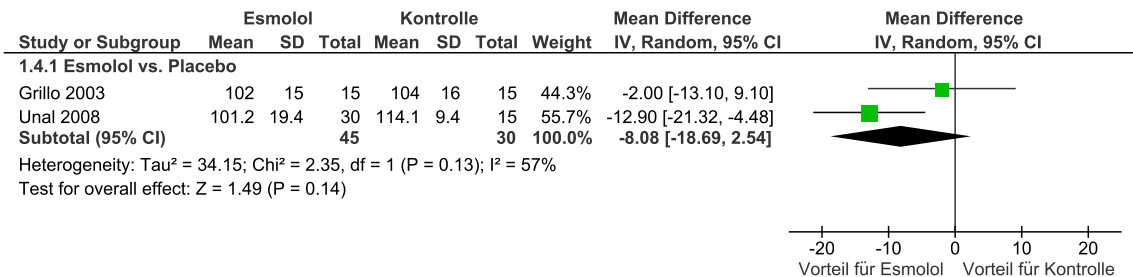 Esmolol Kontrolle Mean Difference Mean Difference
Study or Subgroup Mean SD Total Mean SD Total Weight IV, Random, 95% CI IV, Random, 95% CI
1.4.1 Esmolol vs. Placebo
Grillo 2003 102 15 15 104 16 15 44.3% -2.00 [-13.10, 9.10]
Unal 2008 101.2 19.4 30 114.1 9.4 15 55.7% -12.90 [-21.32, -4.48]
Subtotal (95% CI) 45 30 100.0% -8.08 [-18.69, 2.54]
Heterogeneity: Tau² = 34.15; Chi² = 2.35, df = 1 (P = 0.13); I² = 57%
Test for overall effect: Z = 1.49 (P = 0.14)
-20 -10 0 10 20
Vorteil für Esmolol Vorteil für Kontrolle